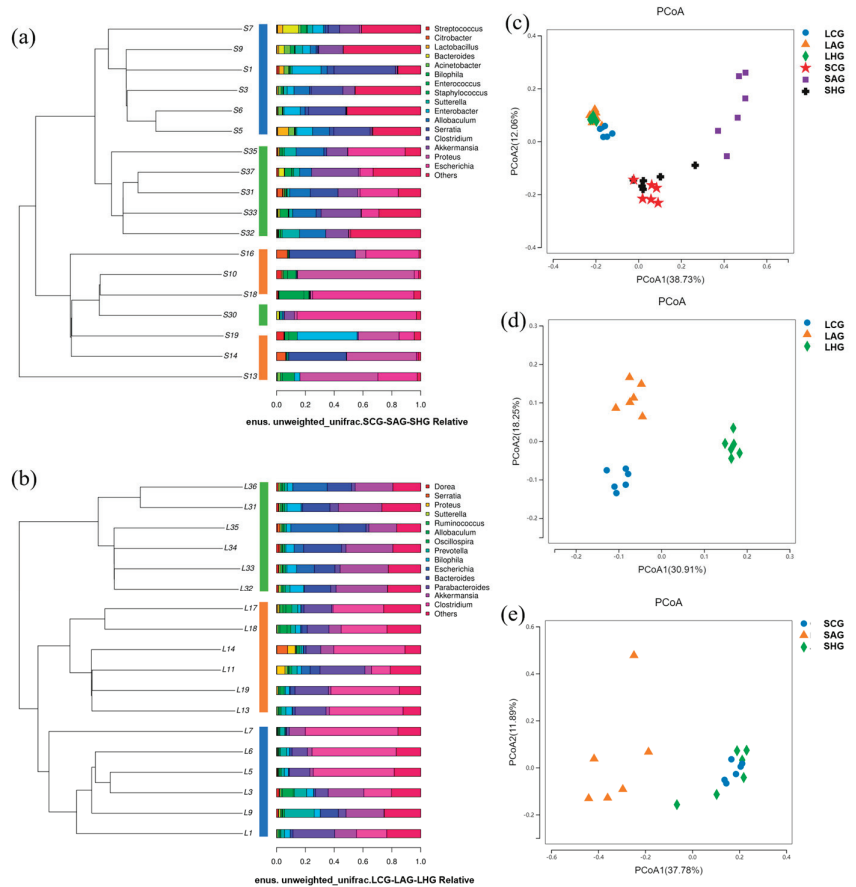 (a)
S7
S9
S1
S3
S6
S5
S35
S37
S31
S33
S32
S16
S10
S18
S30
S19
S14
S13
Streptococcus
Citrobacter
Lactobacillus
Bacteroides
Acinetobacter
Bilophila
Enterococcus
Staphylococcus
Sutterella
Enterobacter
Allobaculum
Serratia
Clostridium
Akkermansia
Proteus
Escherichia
Others
0.0 0.2 0.4 0.6 0.8 1.0
enus. unweighted_unifrac.SCG-SAG-SHG Relative
(b)
L36
L31
L35
L34
L33
L32
L17
L18
L14
L11
L19
L13
L7
L6
L5
L3
L9
L1
Dorea
Serratia
Proteus
Sutterella
Ruminococcus
Allobaculum
Oscillospira
Prevotella
Bilophila
Escherichia
Bacteroides
Parabacteroides
Akkermansia
Clostridium
Others
0.0 0.2 0.4 0.6 0.8 1.0
enus. unweighted_unifrac.LCG-LAG-LHG Relative
(c)
PCoA
LCG
LAG
LHG
SCG
SAG
SHG
PCoA2(12.06%)
0.4
0.2
0.0
-0.2
-0.4
-0.4 -0.2 0.0 0.2 0.4 0.6
PCoA1(38.73%)
(d)
PCoA
LCG
LAG
LHG
PCoA2(18.25%)
0.3
0.2
0.1
0.0
-0.1
-0.2
-0.2 -0.1 0.0 0.1 0.2 0.3
PCoA1(30.91%)
(e)
PCoA
SCG
SAG
SHG
PCoA2(11.89%)
0.6
0.4
0.2
0.0
-0.2
-0.6 -0.4 -0.2 0.0 0.2 0.4
PCoA1(37.78%)